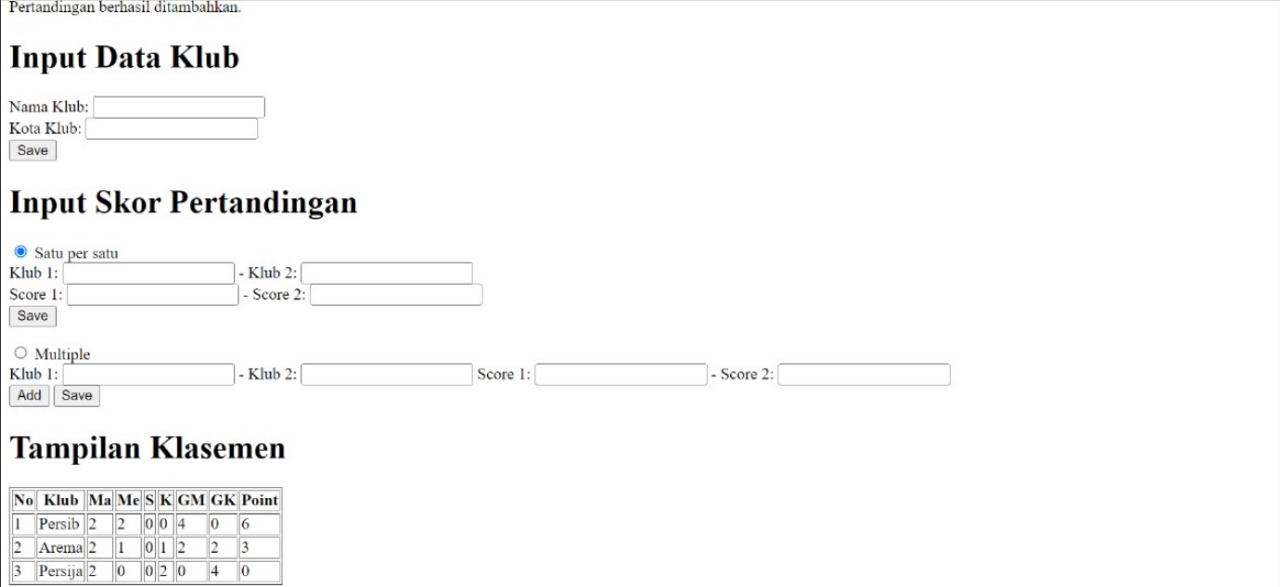 Pertandingan berhasil ditambahkan.
Input Data Klub
Nama Klub:
Kota Klub:
Save
Input Skor Pertandingan
Satu per satu
Klub 1: - Klub 2:
Score 1: - Score 2:
Save
Multiple
Klub 1: - Klub 2: Score 1: - Score 2:
Add Save
Tampilan Klasemen
No Klub Ma Me S K GM GK Point
1 Persib 2 2 0 0 4 0 6
2 Arema 2 1 0 1 2 2 3
3 Persija 2 0 0 2 0 4 0